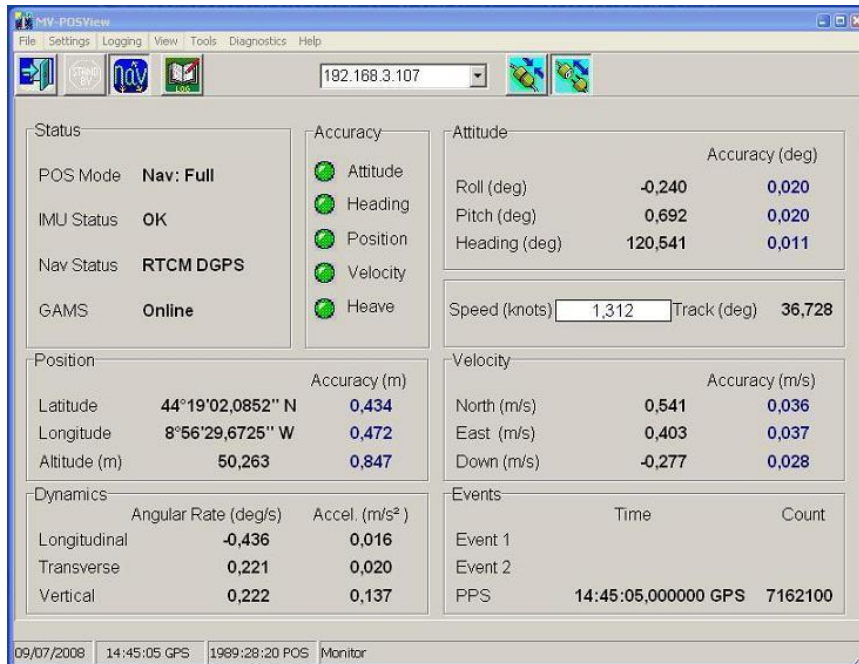 MV-POSView
File Settings Logging View Tools Diagnostics Help
STAND BY nav LOG 192.168.3.107
Status
POS Mode Nav: Full
IMU Status OK
Nav Status RTCM DGPS
GAMS Online
Accuracy
Attitude
Heading
Position
Velocity
Heave
Attitude
Accuracy (deg)
Roll (deg) -0,240 0,020
Pitch (deg) 0,692 0,020
Heading (deg) 120,541 0,011
Speed (knots) 1,312 Track (deg) 36,728
Position
Accuracy (m)
Latitude 44°19'02,0852" N 0,434
Longitude 8°56'29,6725" W 0,472
Altitude (m) 50,263 0,847
Velocity
Accuracy (m/s)
North (m/s) 0,541 0,036
East (m/s) 0,403 0,037
Down (m/s) -0,277 0,028
Dynamics
Angular Rate (deg/s) Accel. (m/s²)
Longitudinal -0,436 0,016
Transverse 0,221 0,020
Vertical 0,222 0,137
Events
Time Count
Event 1
Event 2
PPS 14:45:05,000000 GPS 7162100
09/07/2008 14:45:05 GPS 1989:28:20 POS Monitor